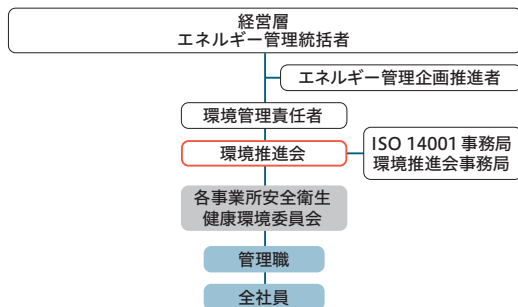 経営層
エネルギー管理統括者
エネルギー管理企画推進者
環境管理責任者
環境推進会
ISO 14001 事務局
環境推進会事務局
各事業所安全衛生
健康環境委員会
管理職
全社員